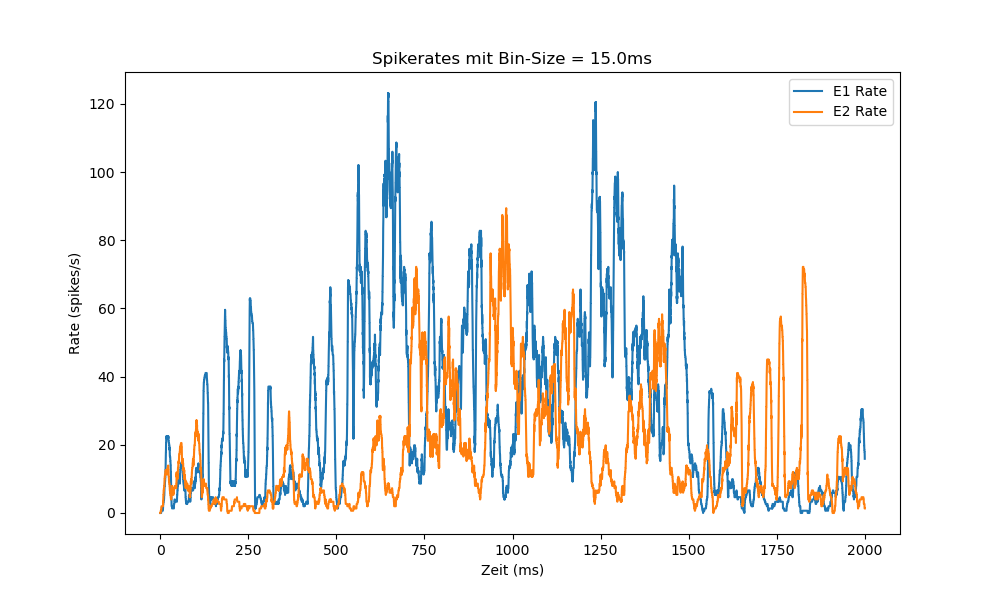 Spikerates mit Bin-Size = 15.0ms
E1 Rate
E2 Rate
120
100
80
60
40
20
0
Rate (spikes/s)
0 250 500 750 1000 1250 1500 1750 2000
Zeit (ms)